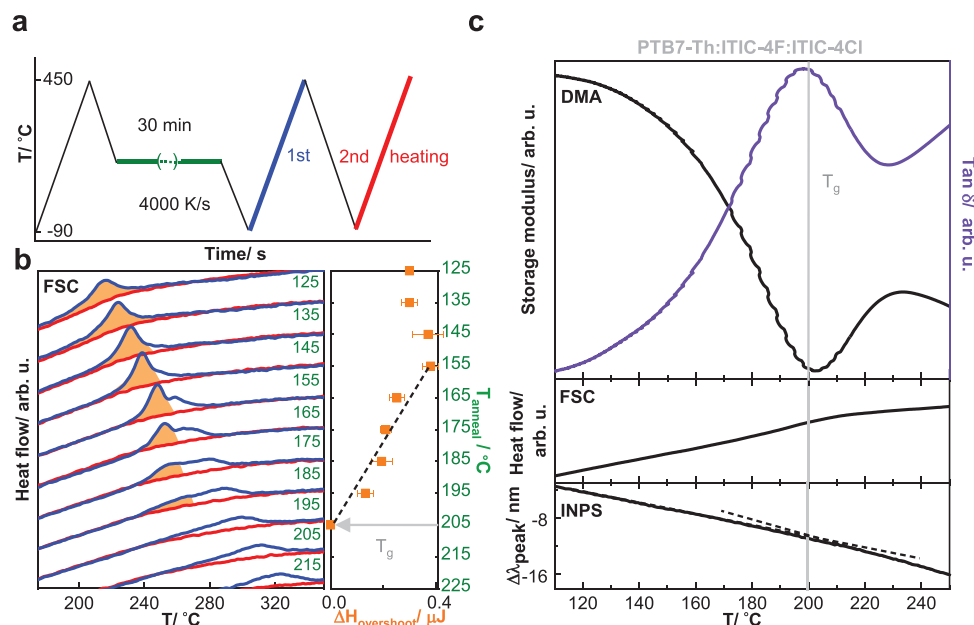 a
T/ °C
450
-90
30 min
4000 K/s
1st
2nd
heating
Time/ s
b
FSC
Heat flow/ arb. u.
125
135
145
155
165
175
185
195
205
215
200
240
280
320
T/ °C
125
135
145
155
165
175
185
195
205
215
225
T_anneal / °C
T_g
0.0
0.4
ΔH_overshoot/ μJ
c
PTB7-Th:ITIC-4F:ITIC-4Cl
DMA
Storage modulus/ arb. u.
Tan δ/ arb. u.
T_g
FSC
Heat flow/
arb. u.
INPS
Δλpeak/ nm
-8
-16
120
140
160
180
200
220
240
T/ °C